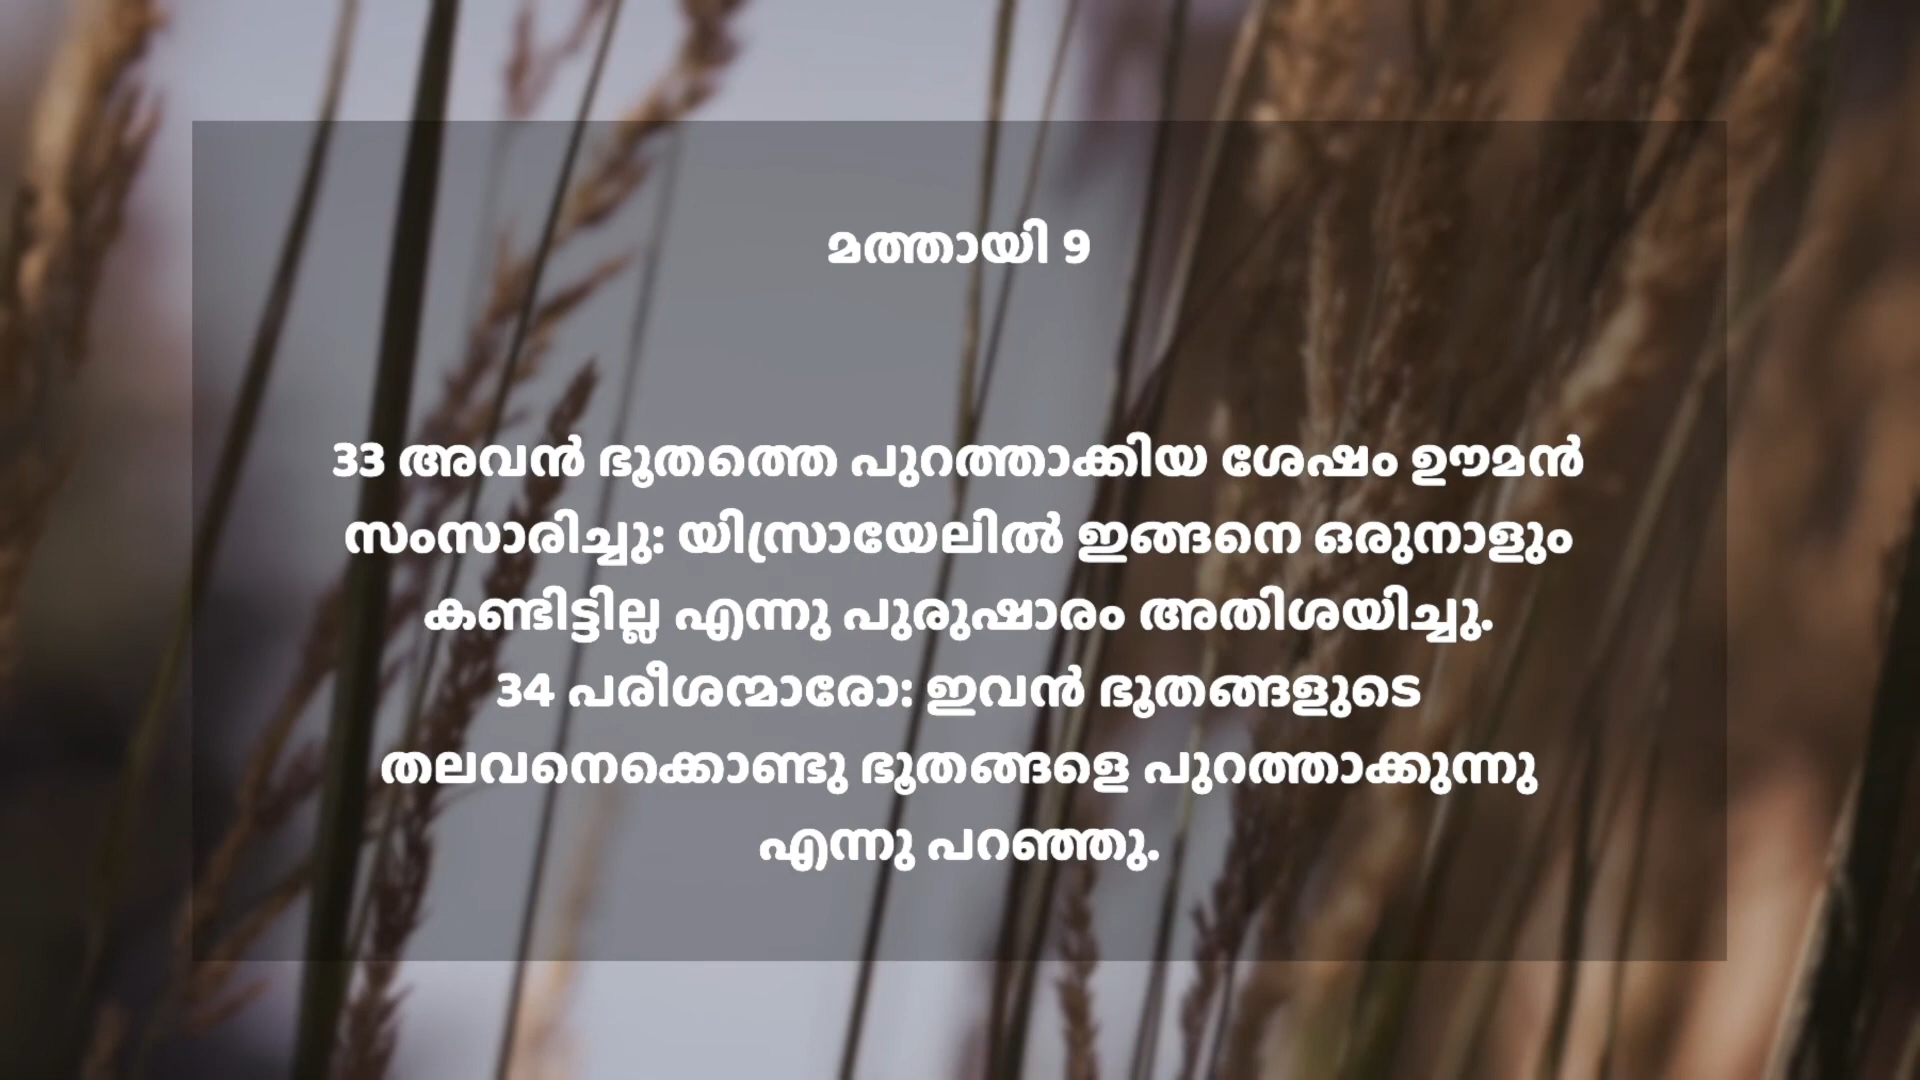 മത്തായി 9
33 അവൻ ഭൂതത്തെ പുറത്താക്കിയ ശേഷം ഊമൻ
സംസാരിച്ചു: യിസ്രായേലിൽ ഇങ്ങനെ ഒരുനാളും
കണ്ടിട്ടില്ല എന്നു പുരുഷാരം അതിശയിച്ചു.
34 പരീശന്മാരോ: ഇവൻ ഭൂതങ്ങളുടെ
തലവനെക്കൊണ്ടു ഭൂതങ്ങളെ പുറത്താക്കുന്നു
എന്നു പറഞ്ഞു.